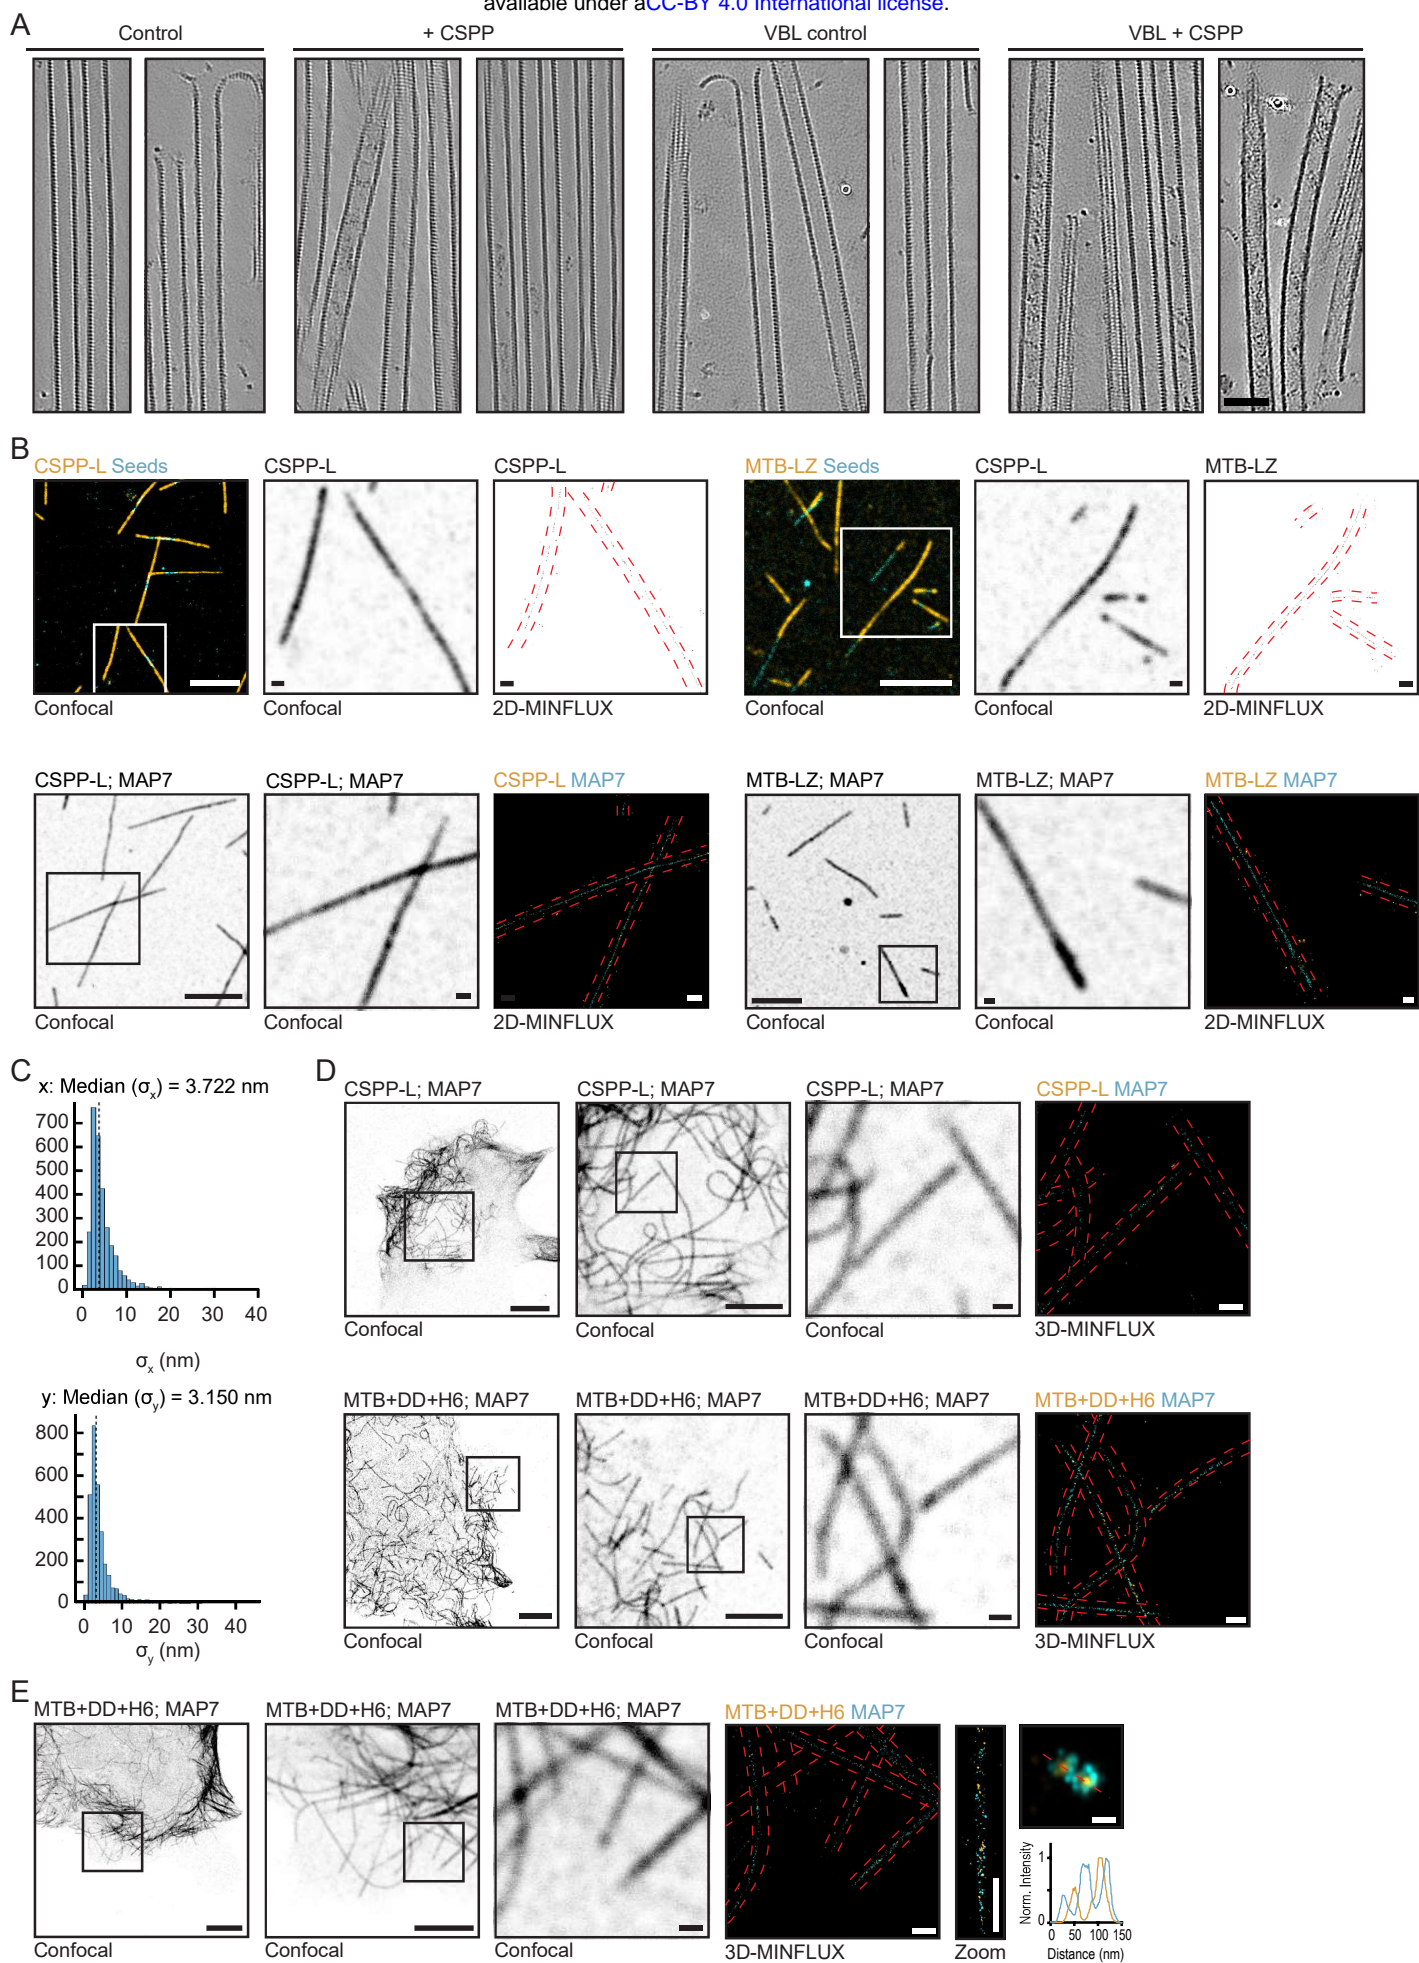 available under aCC-BY 4.0 International license.
A
Control
+ CSPP
VBL control
VBL + CSPP
B
CSPP-L Seeds
CSPP-L
CSPP-L
MTB-LZ Seeds
CSPP-L
MTB-LZ
Confocal
Confocal
2D-MINFLUX
Confocal
Confocal
2D-MINFLUX
CSPP-L; MAP7
CSPP-L; MAP7
CSPP-L MAP7
MTB-LZ; MAP7
MTB-LZ; MAP7
MTB-LZ MAP7
Confocal
Confocal
2D-MINFLUX
Confocal
Confocal
2D-MINFLUX
C
x: Median (σx) = 3.722 nm
700
600
500
400
300
200
100
0
0 10 20 30 40
σx (nm)
y: Median (σy) = 3.150 nm
800
600
400
200
0
0 10 20 30 40
σy (nm)
D
CSPP-L; MAP7
CSPP-L; MAP7
CSPP-L; MAP7
CSPP-L MAP7
Confocal
Confocal
Confocal
3D-MINFLUX
MTB+DD+H6; MAP7
MTB+DD+H6; MAP7
MTB+DD+H6; MAP7
MTB+DD+H6 MAP7
Confocal
Confocal
Confocal
3D-MINFLUX
E
MTB+DD+H6; MAP7
MTB+DD+H6; MAP7
MTB+DD+H6; MAP7
MTB+DD+H6 MAP7
Confocal
Confocal
Confocal
3D-MINFLUX
Zoom
Norm. Intensity
1
0
0 50 100 150
Distance (nm)